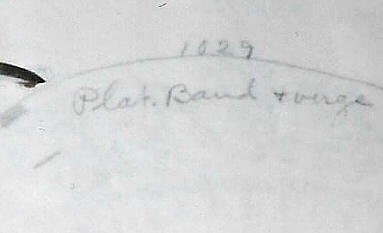 1029
Plat. Band + verge